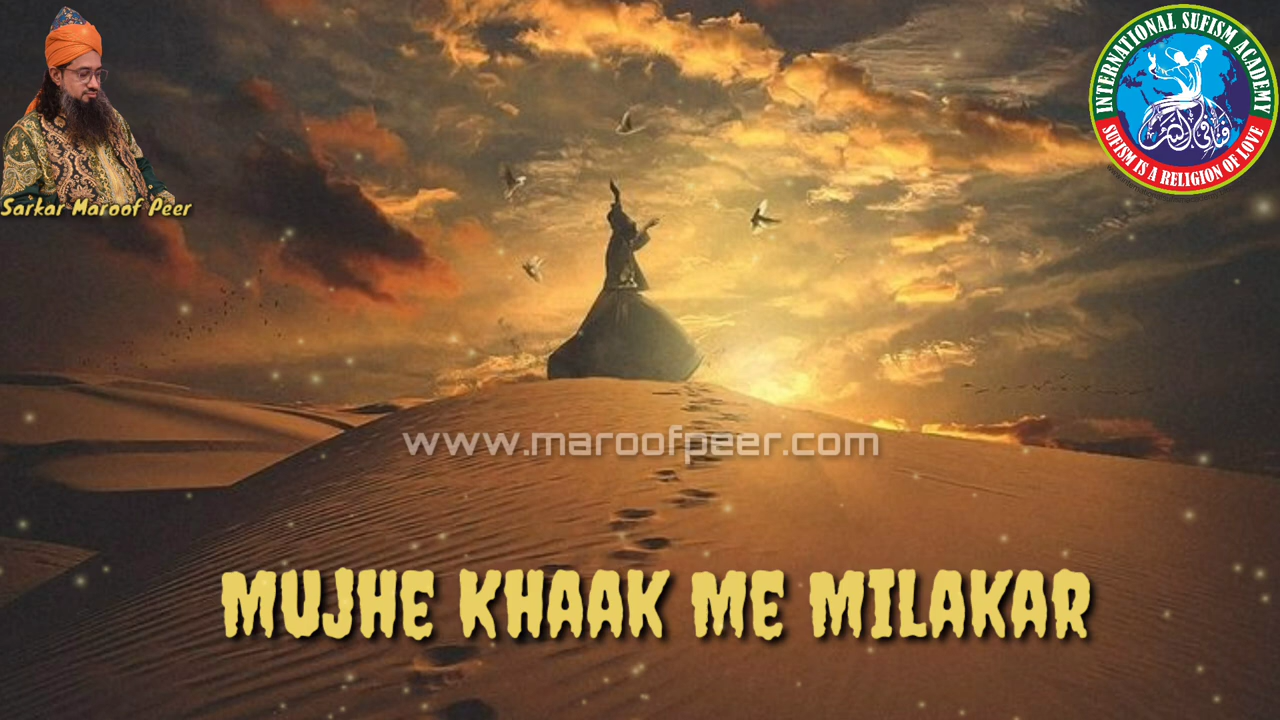 Sarkar Maroof Peer
INTERNATIONAL SUFISM ACADEMY
SUFISM IS A RELIGION OF LOVE
www.maroofpeer.com
MUJHE KHAAK ME MILAKAR